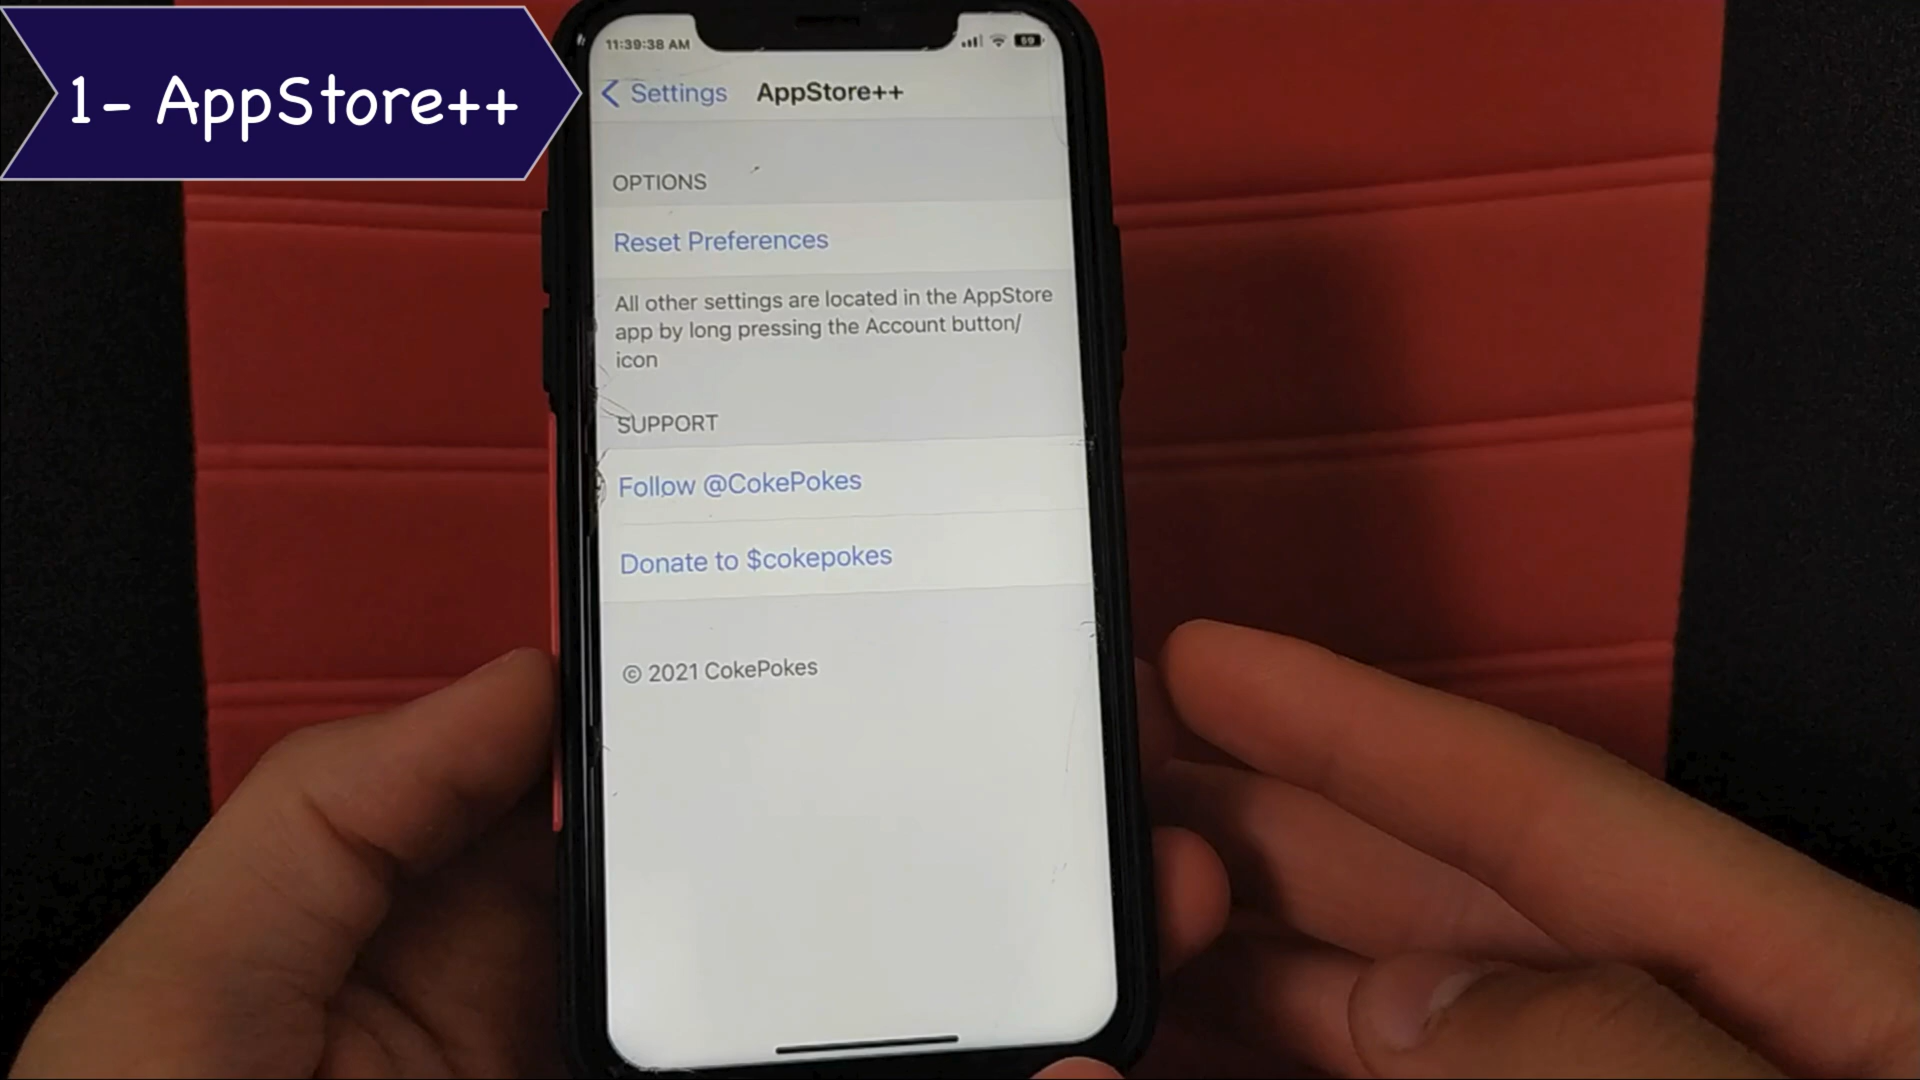 1- AppStore++
11:39:38 AM
59
Settings
AppStore++
OPTIONS
Reset Preferences
All other settings are located in the AppStore
app by long pressing the Account button/
icon
SUPPORT
Follow @CokePokes
Donate to $cokepokes
© 2021 CokePokes